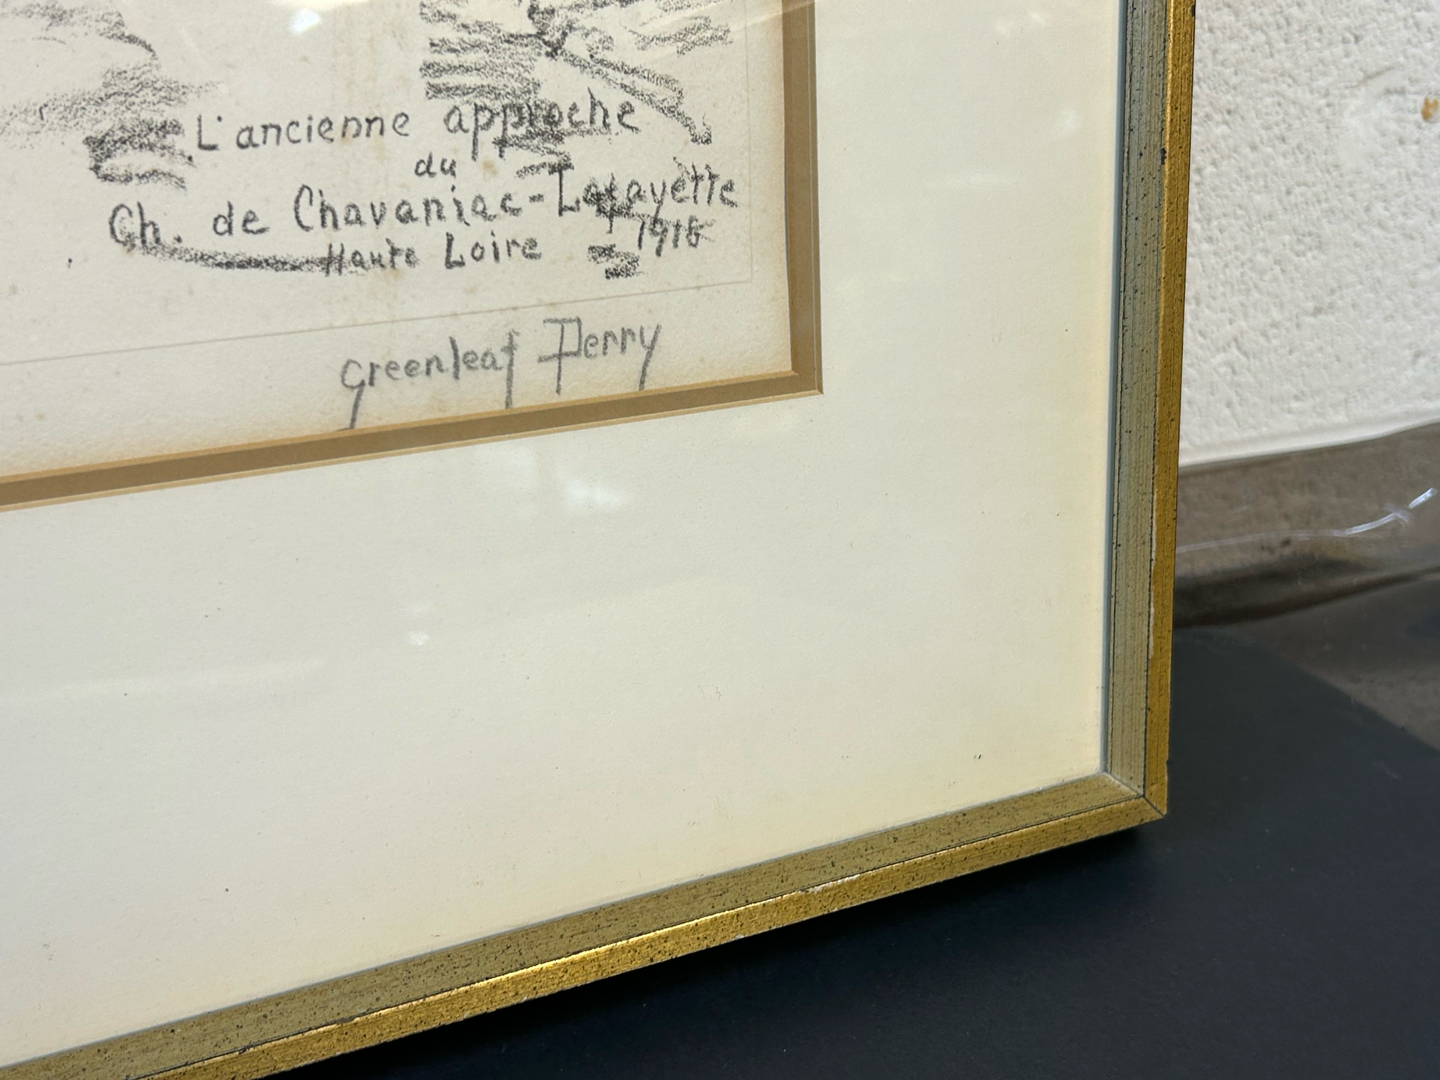 L'ancienne approche
du
Ch. de Chavaniac-Lafayette
Haute Loire 1918
Greenleaf Perry